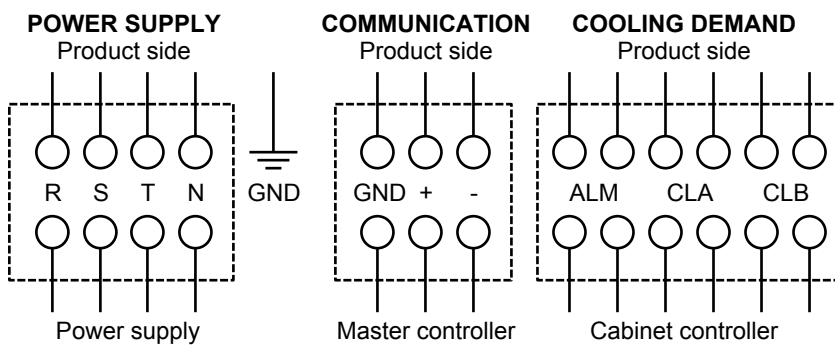 POWER SUPPLY COMMUNICATION COOLING DEMAND
Product side Product side Product side
R S T N GND GND + - ALM CLA CLB
Power supply Master controller Cabinet controller